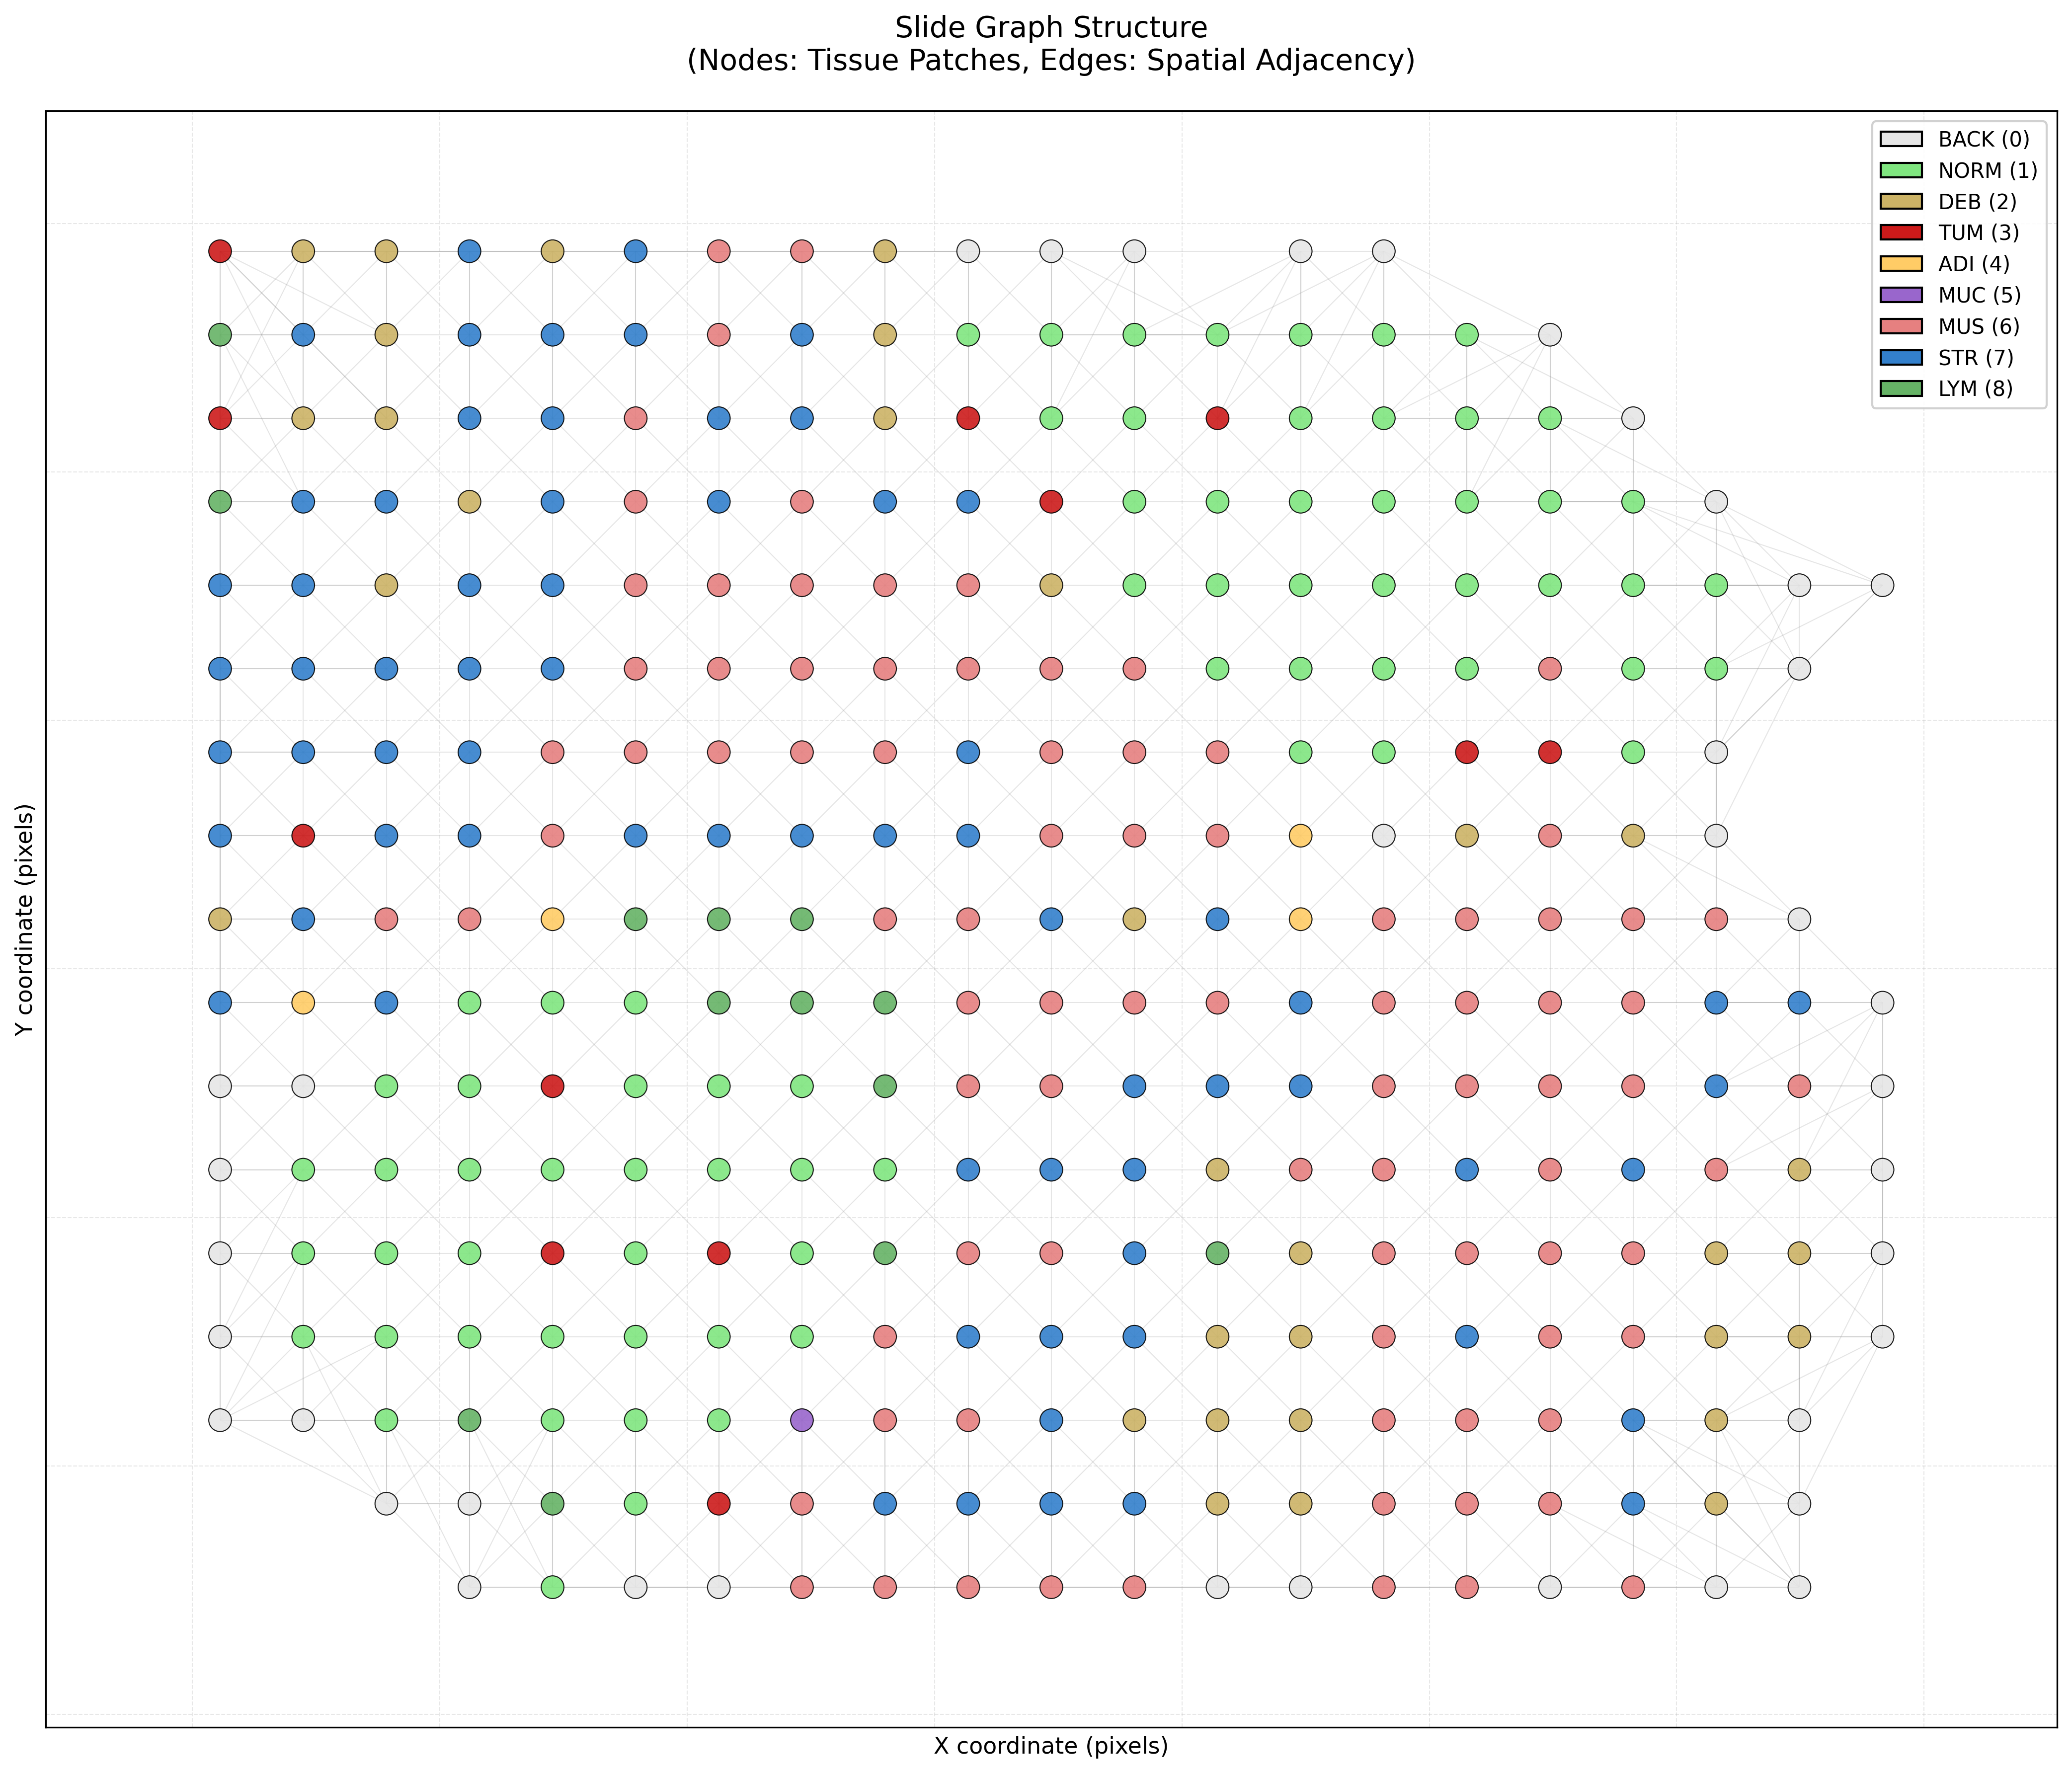 Slide Graph Structure
(Nodes: Tissue Patches, Edges: Spatial Adjacency)
BACK (0)
NORM (1)
DEB (2)
TUM (3)
ADI (4)
MUC (5)
MUS (6)
STR (7)
LYM (8)
Y coordinate (pixels)
X coordinate (pixels)